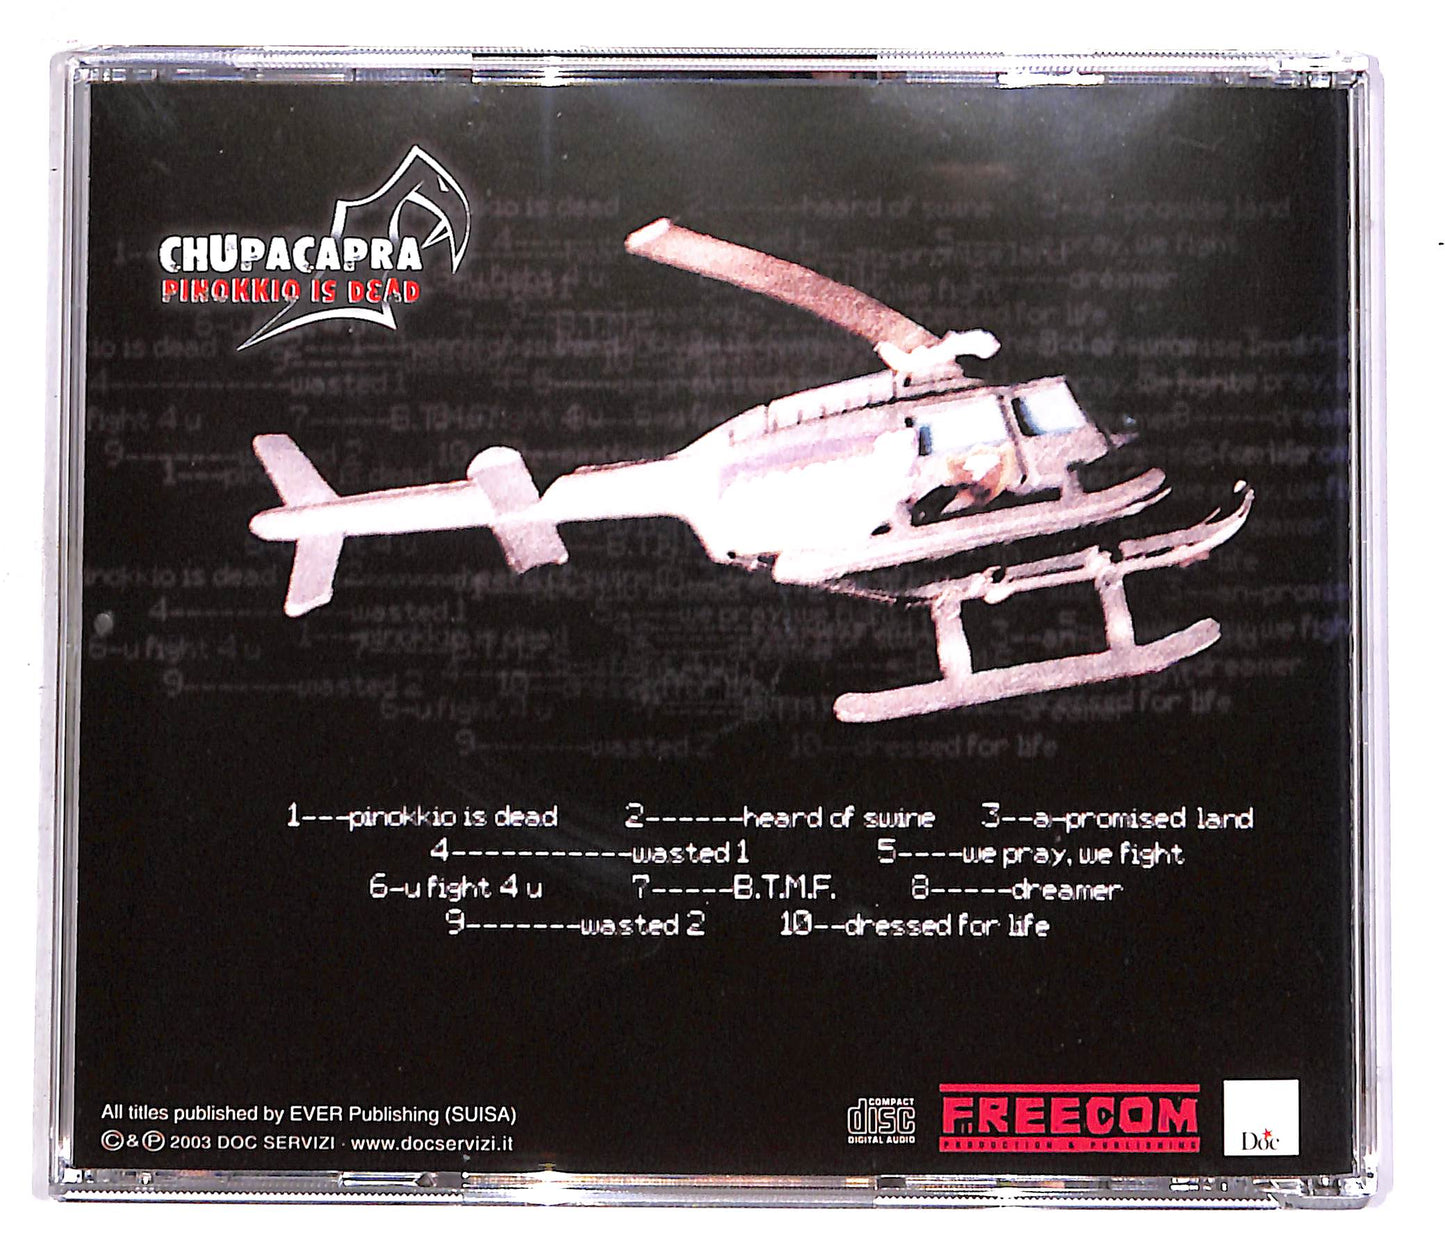 CHUPACAPRA
PINOKKIO IS DEAD
1---pinokkio is dead 2------heard of swine 3--a-promised land
4-----------wasted 1 5----we pray, we fight
6-u fight 4 u 7-----B.T.M.F. 8-----dreamer
9-------wasted 2 10--dressed for life
All titles published by EVER Publishing (SUISA)
©&℗ 2003 DOC SERVIZI · www.docservizi.it
COMPACT
disc
DIGITAL AUDIO
FREECOM
PRODUCTION & PUBLISHING
Doc